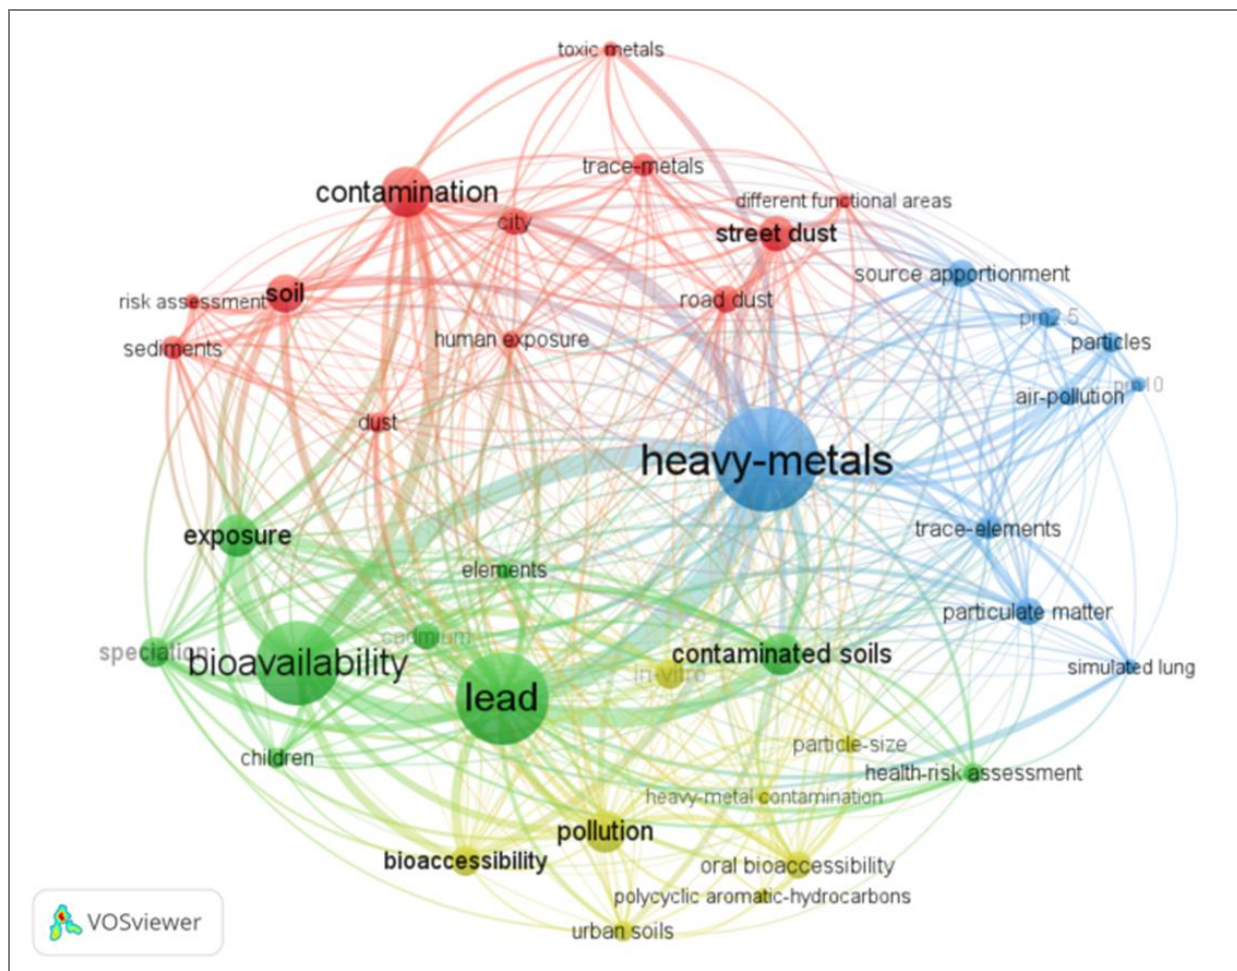 toxic metals
trace-metals
contamination
different functional areas
city
street dust
source apportionment
soil
risk assessment
road dust
pm2 5
human exposure
particles
sediments
pm10
air-pollution
dust
heavy-metals
exposure
trace-elements
elements
particulate matter
cadmium
speciation
bioavailability
contaminated soils
simulated lung
in-vitro
lead
particle-size
children
health-risk assessment
heavy-metal contamination
pollution
bioaccessibility
oral bioaccessibility
polycyclic aromatic-hydrocarbons
VOSviewer
urban soils